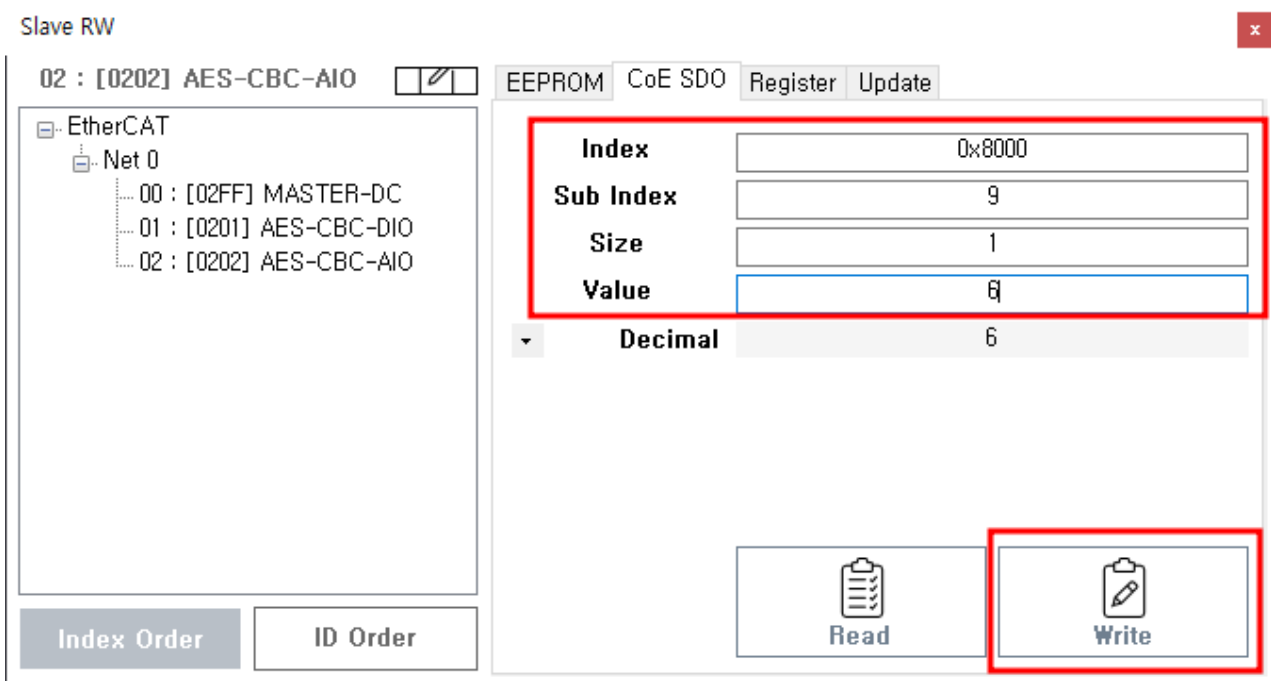 Slave RW
x
02 : [0202] AES-CBC-AIO
EtherCAT
Net 0
00 : [02FF] MASTER-DC
01 : [0201] AES-CBC-DIO
02 : [0202] AES-CBC-AIO
Index Order
ID Order
EEPROM CoE SDO Register Update
Index 0x8000
Sub Index 9
Size 1
Value 6
Decimal 6
Read
Write